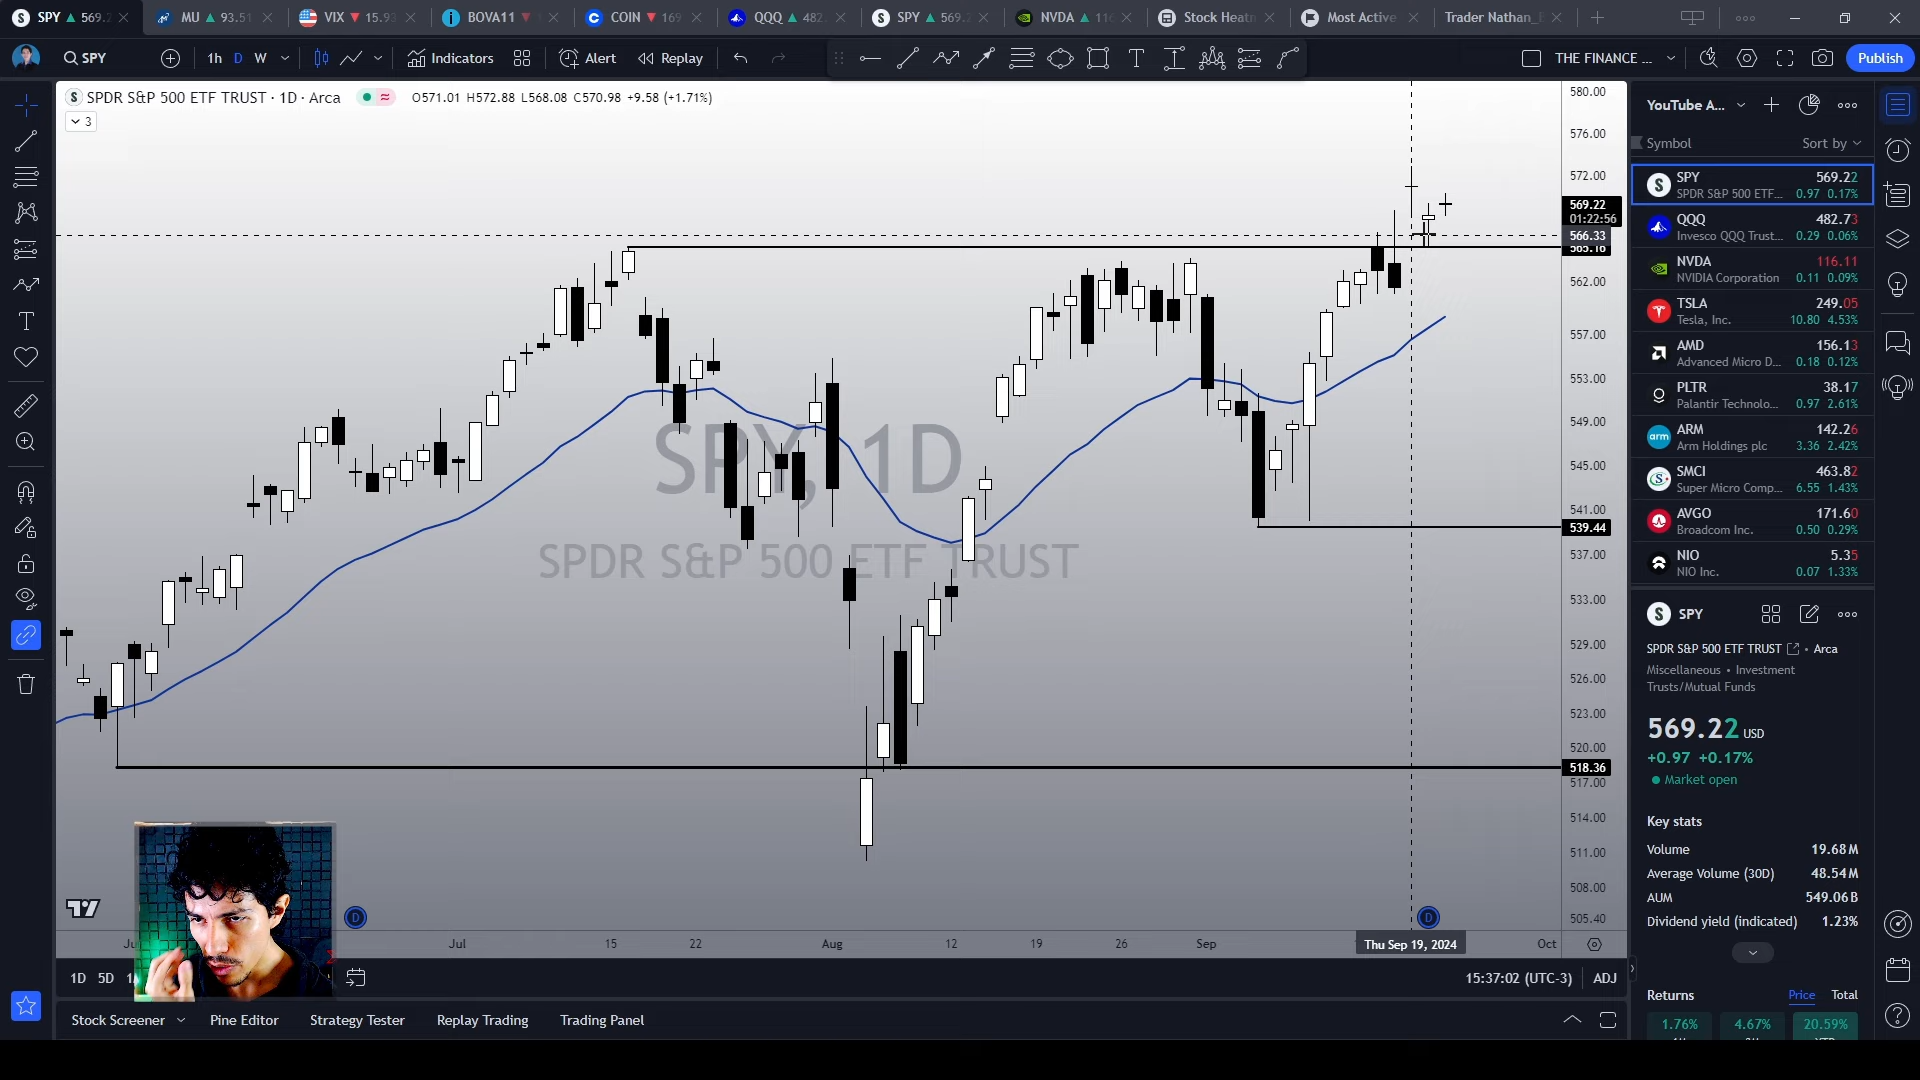 SPY ▲ 569.2 MU ▲ 93.51 VIX ▼ 15.93 BOVA11 ▼ COIN ▼ 169 QQQ ▲ 482. SPY ▲ 569.2 NVDA ▲ 116 Stock Heatm Most Active Trader Nathan_
SPY 1h D W Indicators Alert Replay THE FINANCE ... Publish
SPDR S&P 500 ETF TRUST · 1D · Arca O571.01 H572.88 L568.08 C570.98 +9.58 (+1.71%)
3
580.00
576.00
572.00
569.22
01:22:56
566.33
565.16
562.00
557.00
553.00
549.00
545.00
541.00
539.44
537.00
533.00
529.00
526.00
523.00
520.00
518.36
517.00
514.00
511.00
508.00
505.40
SPY, 1D
SPDR S&P 500 ETF TRUST
D D
Jul 15 22 Aug 12 19 26 Sep Thu Sep 19, 2024 Oct
1D 5D 15:37:02 (UTC-3) ADJ
Stock Screener Pine Editor Strategy Tester Replay Trading Trading Panel
YouTube A...
Symbol Sort by
SPY 569.22
SPDR S&P 500 ETF... 0.97 0.17%
QQQ 482.73
Invesco QQQ Trust... 0.29 0.06%
NVDA 116.11
NVIDIA Corporation 0.11 0.09%
TSLA 249.05
Tesla, Inc. 10.80 4.53%
AMD 156.13
Advanced Micro D... 0.18 0.12%
PLTR 38.17
Palantir Technolo... 0.97 2.61%
ARM 142.26
Arm Holdings plc 3.36 2.42%
SMCI 463.82
Super Micro Comp... 6.55 1.43%
AVGO 171.60
Broadcom Inc. 0.50 0.29%
NIO 5.35
NIO Inc. 0.07 1.33%
SPY
SPDR S&P 500 ETF TRUST • Arca
Miscellaneous • Investment
Trusts/Mutual Funds
569.22 USD
+0.97 +0.17%
Market open
Key stats
Volume 19.68M
Average Volume (30D) 48.54M
AUM 549.06B
Dividend yield (indicated) 1.23%
Returns Price Total
1.76% 4.67% 20.59%